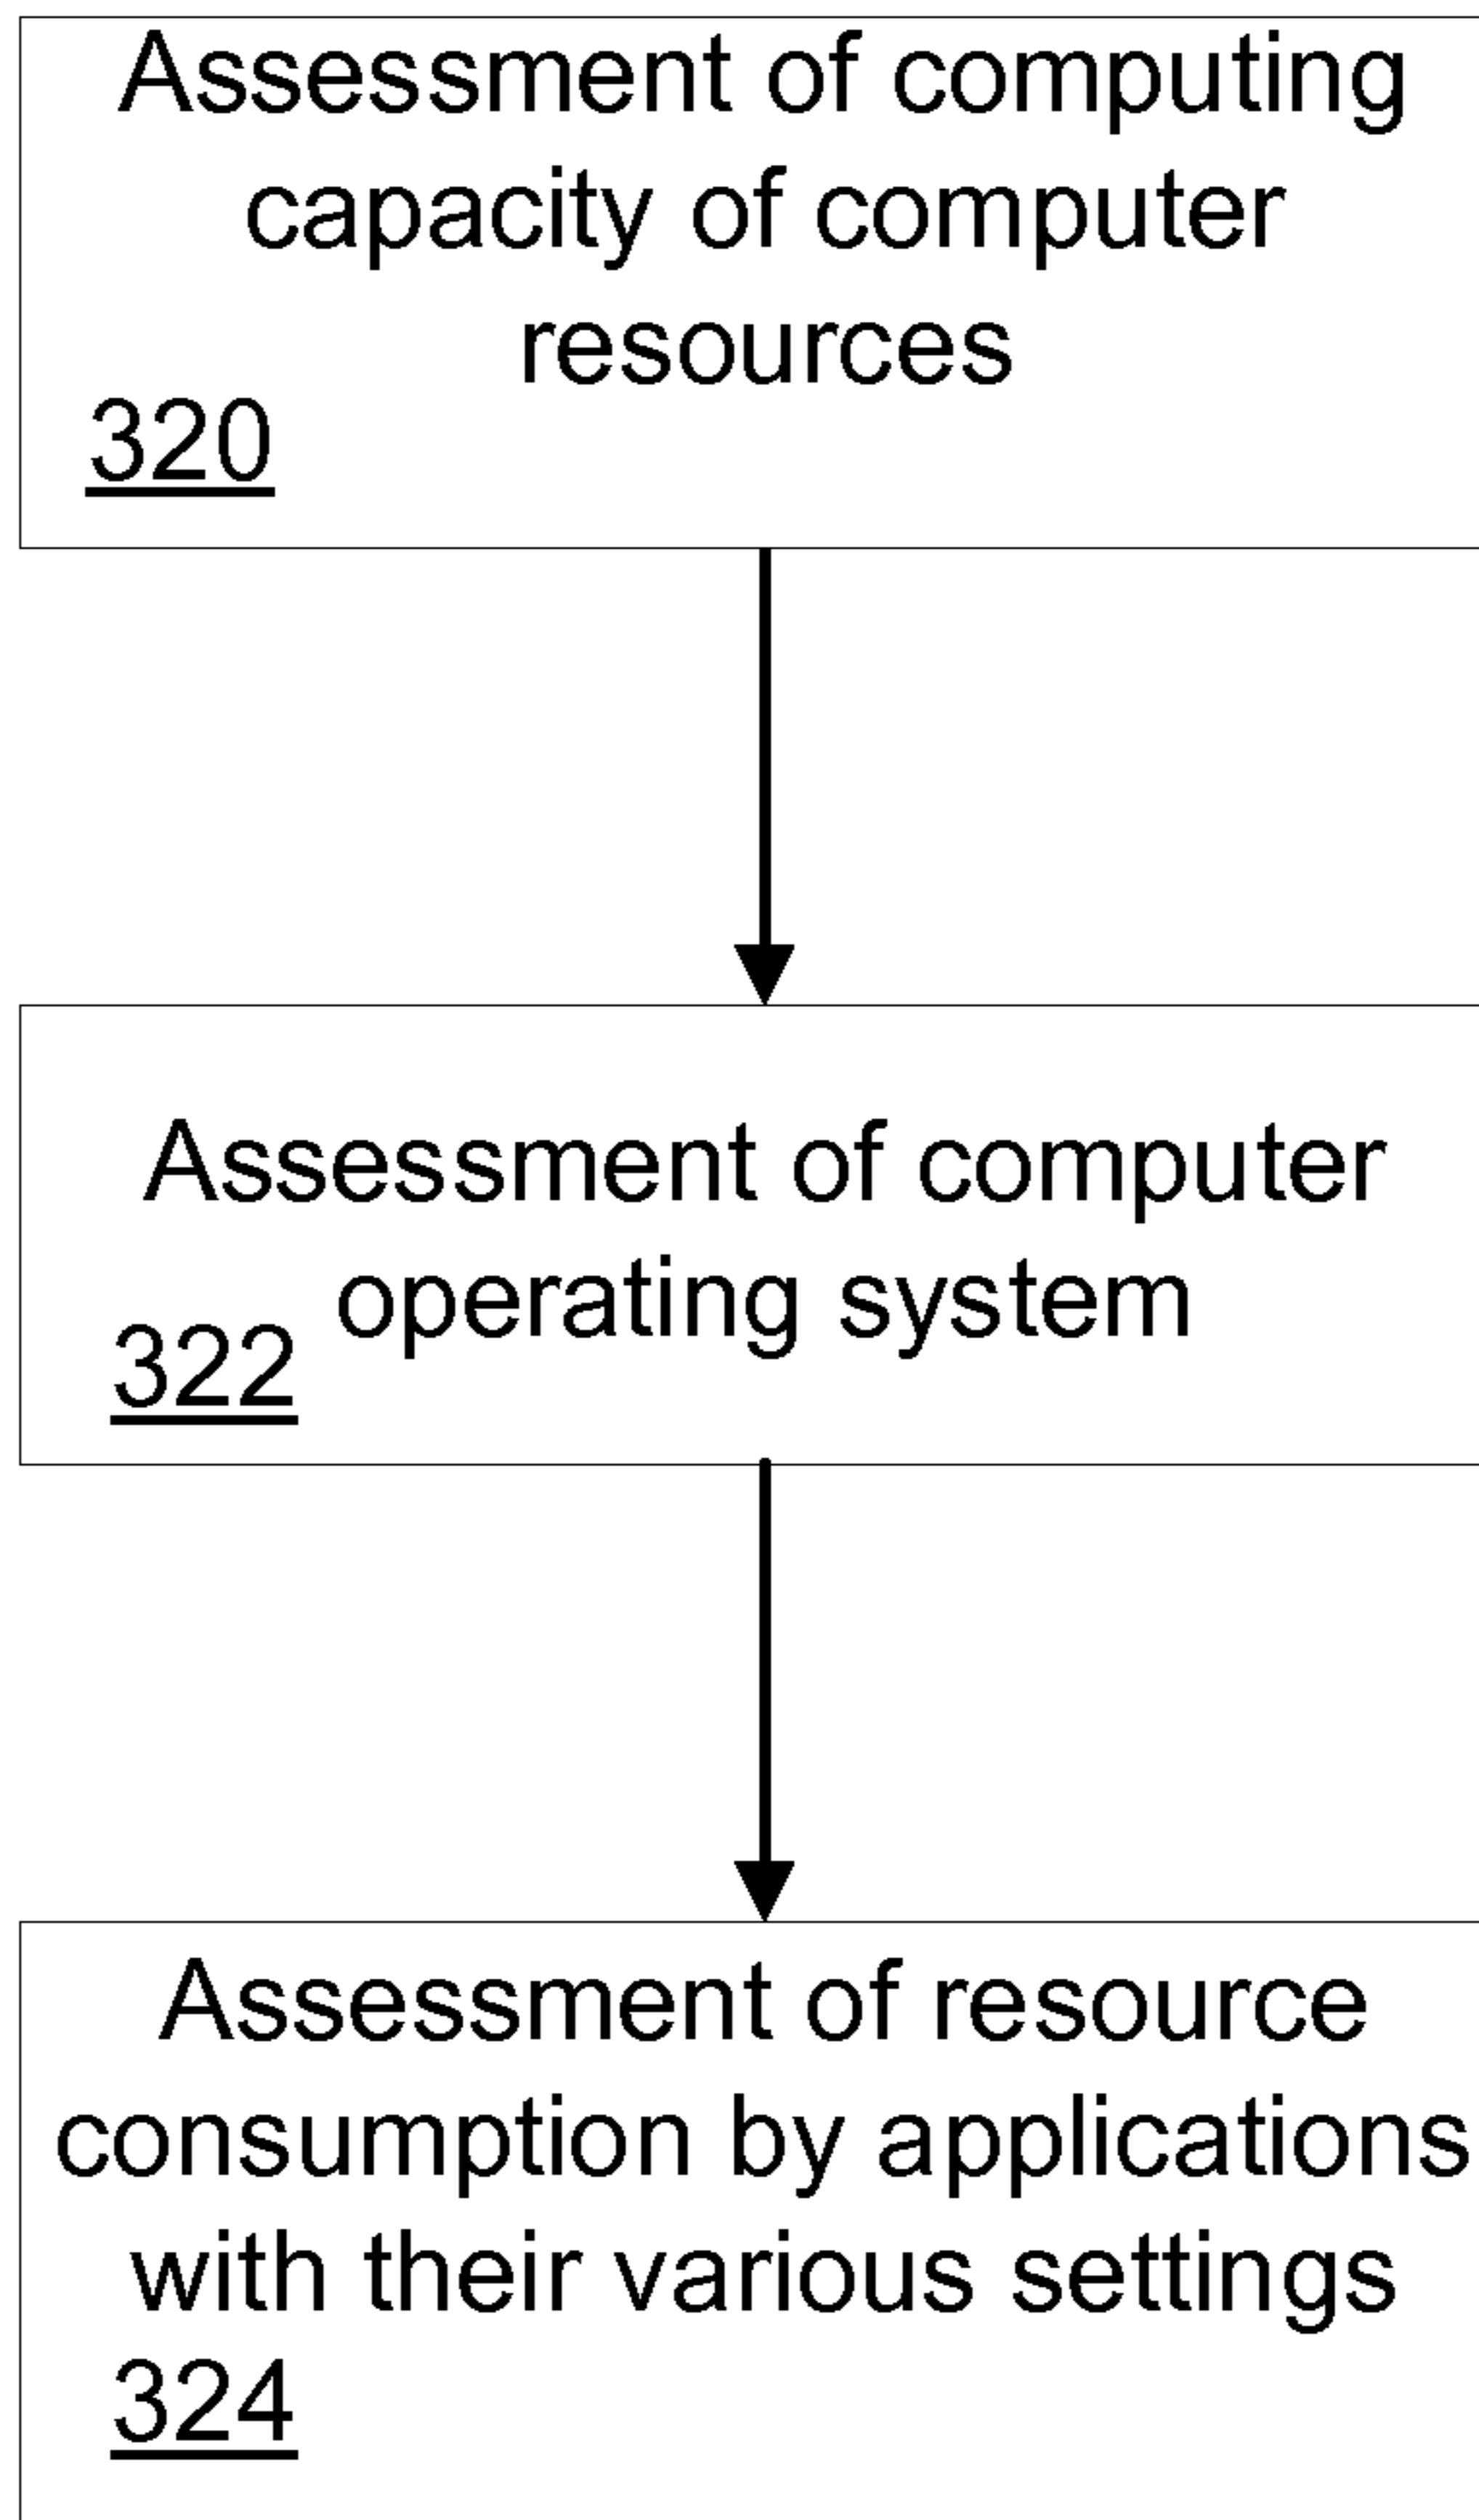 Assessment of computing
capacity of computer
resources
320
Assessment of computer
operating system
322
Assessment of resource
consumption by applications
with their various settings
324